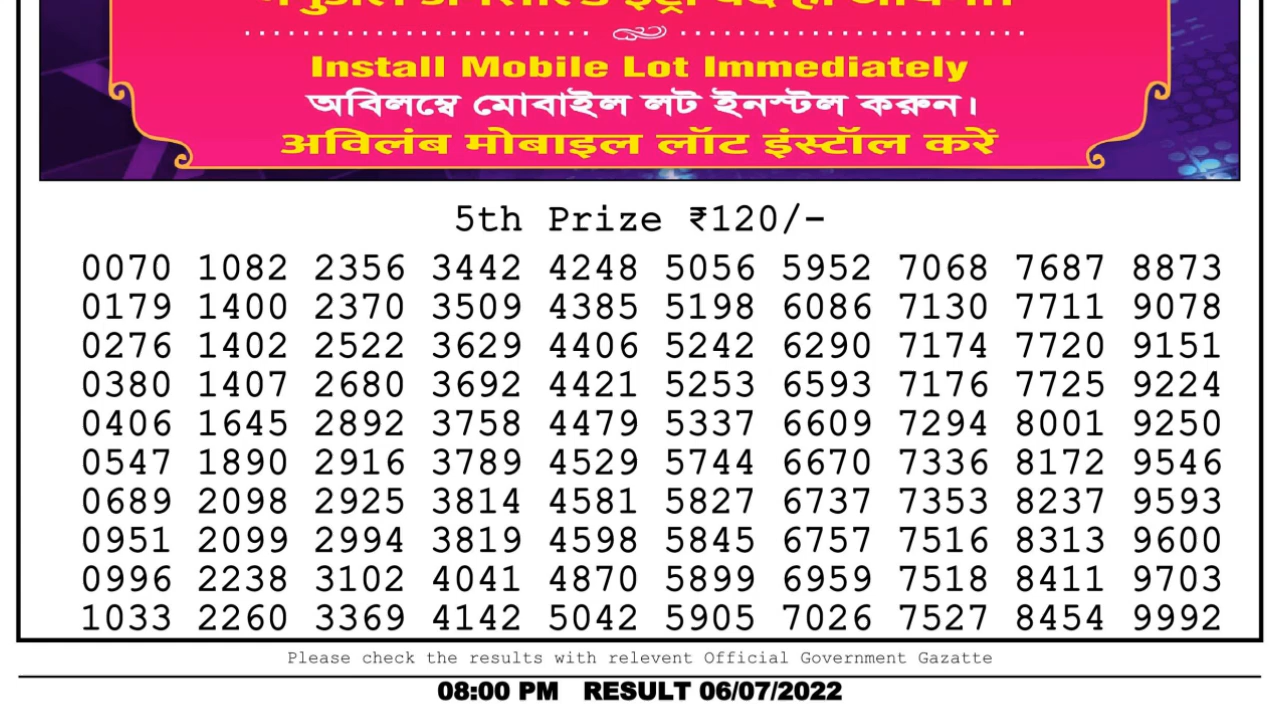 Install Mobile Lot Immediately
অবিলম্বে মোবাইল লট ইনস্টল করুন।
अविलंब मोबाइल लॉट इंस्टॉल करें
5th Prize ₹120/-
0070 1082 2356 3442 4248 5056 5952 7068 7687 8873
0179 1400 2370 3509 4385 5198 6086 7130 7711 9078
0276 1402 2522 3629 4406 5242 6290 7174 7720 9151
0380 1407 2680 3692 4421 5253 6593 7176 7725 9224
0406 1645 2892 3758 4479 5337 6609 7294 8001 9250
0547 1890 2916 3789 4529 5744 6670 7336 8172 9546
0689 2098 2925 3814 4581 5827 6737 7353 8237 9593
0951 2099 2994 3819 4598 5845 6757 7516 8313 9600
0996 2238 3102 4041 4870 5899 6959 7518 8411 9703
1033 2260 3369 4142 5042 5905 7026 7527 8454 9992
Please check the results with relevent Official Government Gazatte
08:00 PM RESULT 06/07/2022